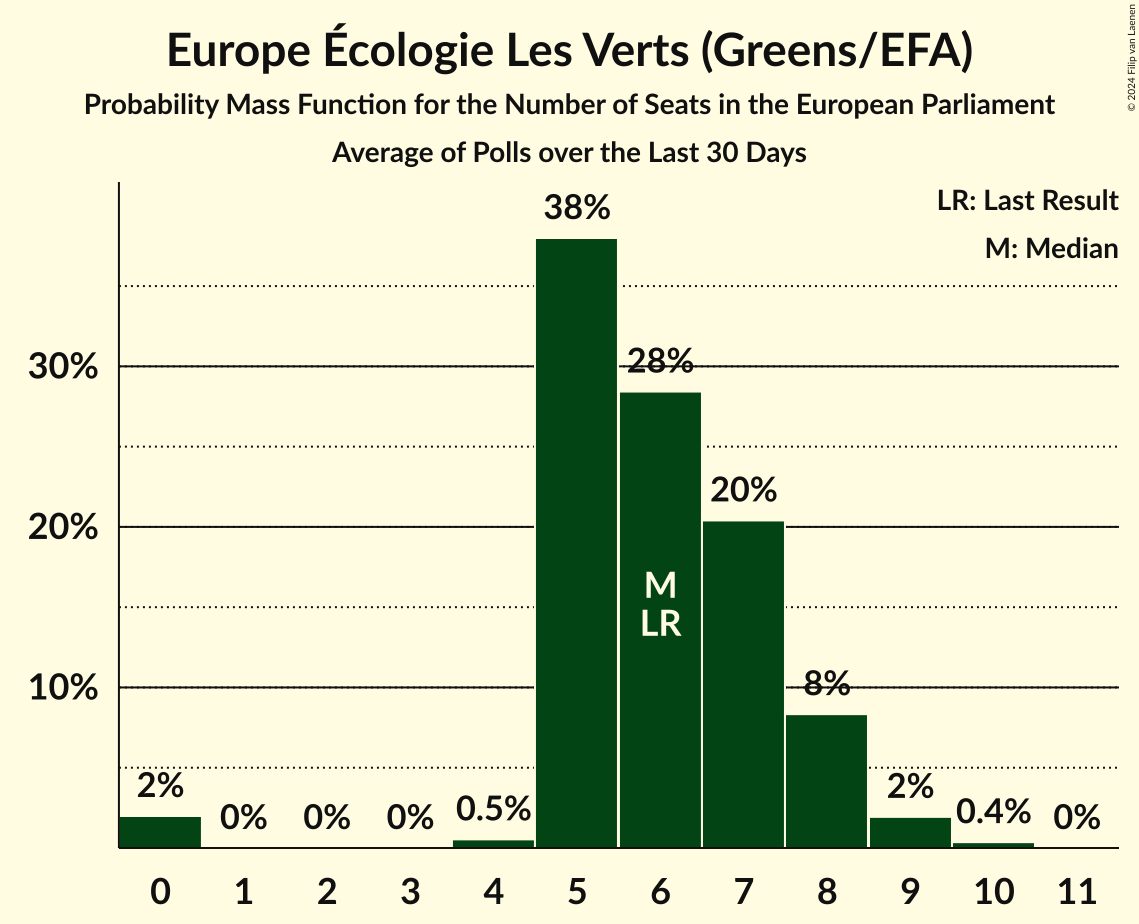 Europe Écologie Les Verts (Greens/EFA)
Probability Mass Function for the Number of Seats in the European Parliament
Average of Polls over the Last 30 Days
© 2024 Filip van Laenen
LR: Last Result
M: Median
38%
30%
28%
20%
20%
M
LR
10%
8%
2%
0%
0%
0%
0.5%
2%
0.4%
0%
0 1 2 3 4 5 6 7 8 9 10 11